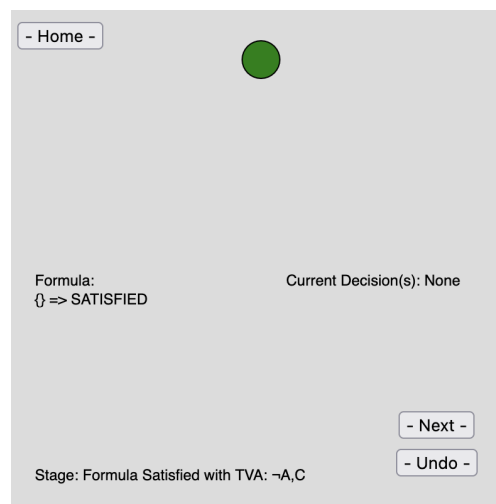 - Home -
Formula:
{} => SATISFIED
Current Decision(s): None
- Next -
- Undo -
Stage: Formula Satisfied with TVA: ¬A,C